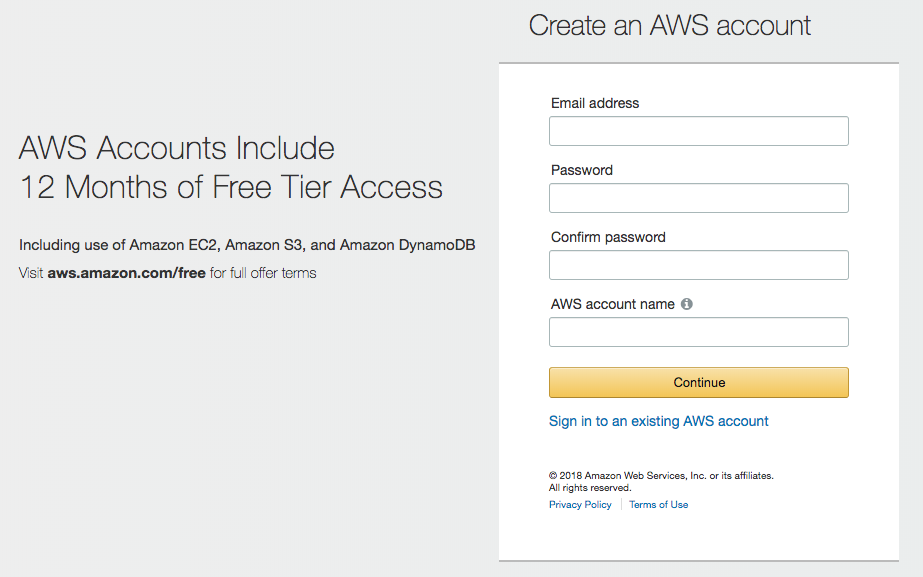 Create an AWS account
AWS Accounts Include
12 Months of Free Tier Access
Including use of Amazon EC2, Amazon S3, and Amazon DynamoDB
Visit aws.amazon.com/free for full offer terms
Email address
Password
Confirm password
AWS account name
Continue
Sign in to an existing AWS account
© 2018 Amazon Web Services, Inc. or its affiliates.
All rights reserved.
Privacy Policy | Terms of Use